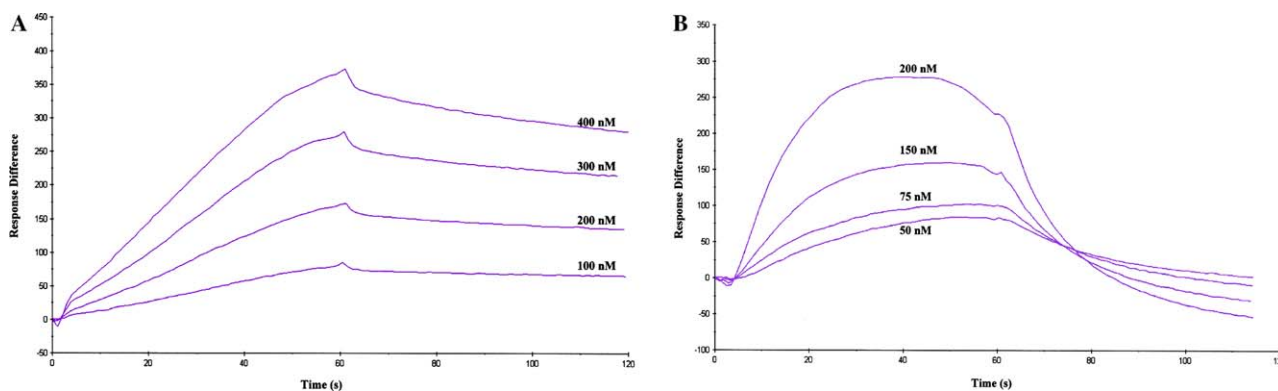 A
Response Difference
450
400
350
300
250
200
150
100
50
0
-50
400 nM
300 nM
200 nM
100 nM
0 20 40 60 80 100 120
Time (s)
B
Response Difference
350
300
250
200
150
100
50
0
-50
-100
200 nM
150 nM
75 nM
50 nM
0 20 40 60 80 100
Time (s)